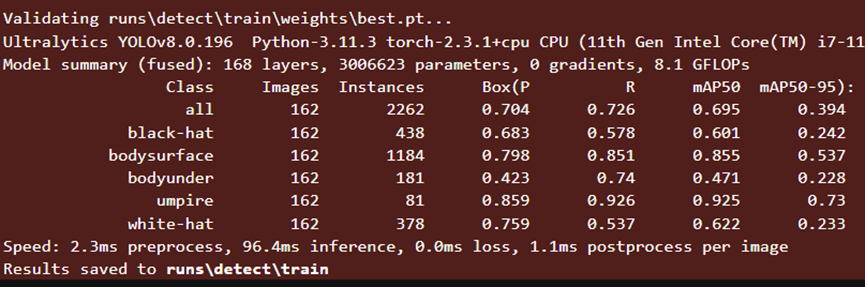 Validating runs\detect\train\weights\best.pt...
Ultralytics YOLOv8.0.196 Python-3.11.3 torch-2.3.1+cpu CPU (11th Gen Intel Core(TM) i7-11
Model summary (fused): 168 layers, 3006623 parameters, 0 gradients, 8.1 GFLOPs
Class Images Instances Box(P R mAP50 mAP50-95):
all 162 2262 0.704 0.726 0.695 0.394
black-hat 162 438 0.683 0.578 0.601 0.242
bodysurface 162 1184 0.798 0.851 0.855 0.537
bodyunder 162 181 0.423 0.74 0.471 0.228
umpire 162 81 0.859 0.926 0.925 0.73
white-hat 162 378 0.759 0.537 0.622 0.233
Speed: 2.3ms preprocess, 96.4ms inference, 0.0ms loss, 1.1ms postprocess per image
Results saved to runs\detect\train